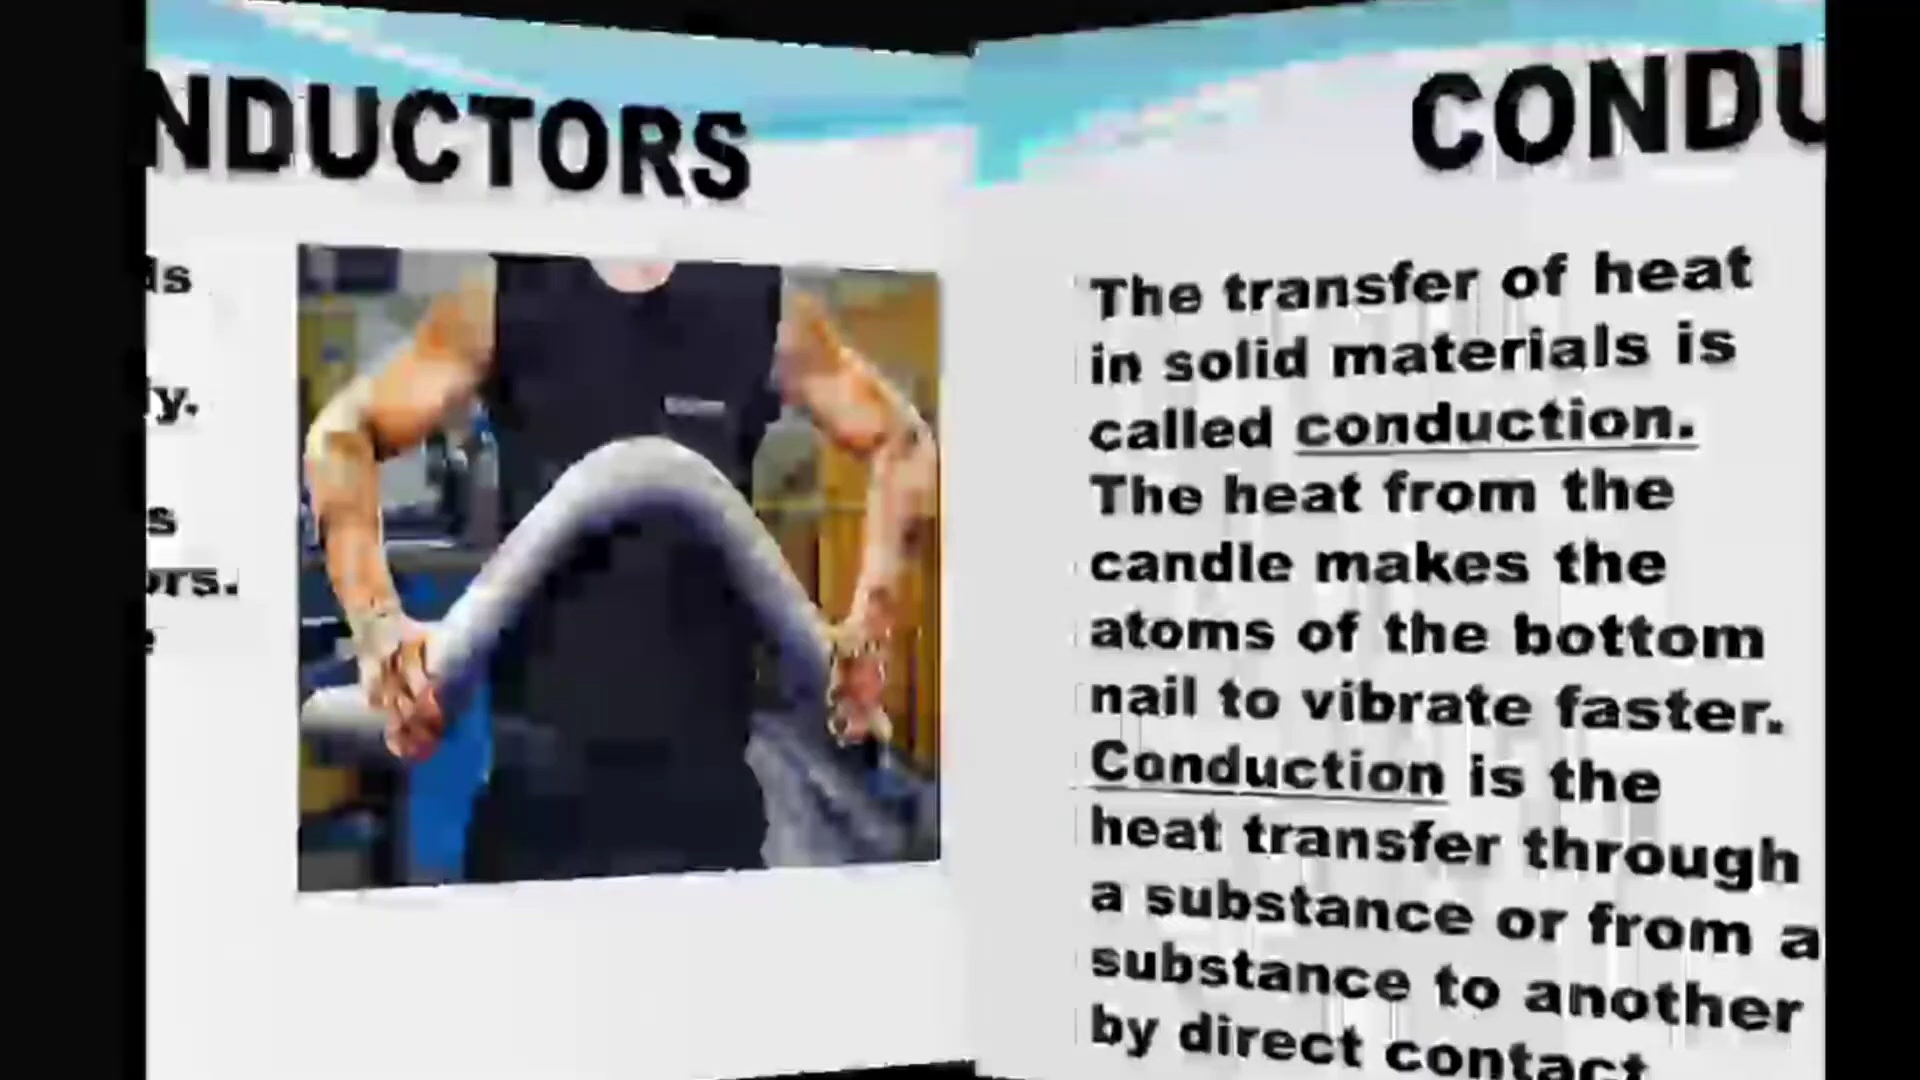 NDUCTORS
ds
ly.
s
ors.
e
CONDU
The transfer of heat
in solid materials is
called conduction.
The heat from the
candle makes the
atoms of the bottom
nail to vibrate faster.
Conduction is the
heat transfer through
a substance or from a
substance to another
by direct contact